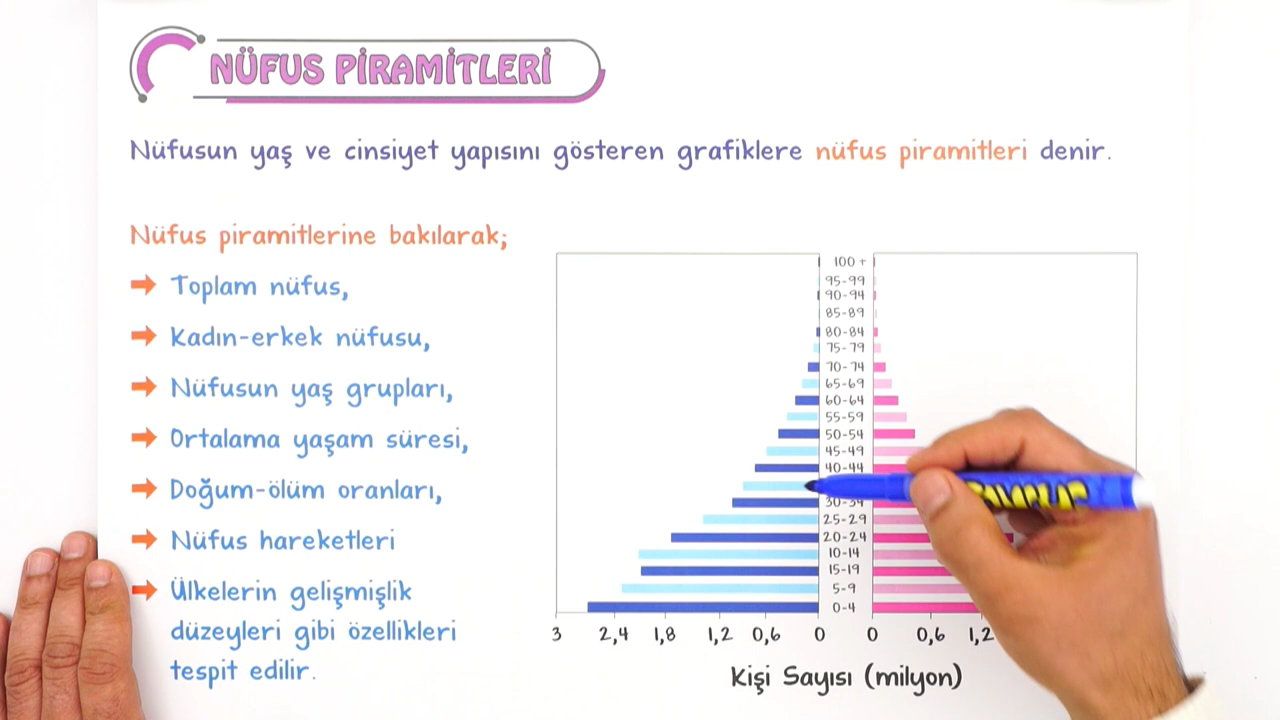 NÜFUS PİRAMİTLERİ
Nüfusun yaş ve cinsiyet yapısını gösteren grafiklere nüfus piramitleri denir.
Nüfus piramitlerine bakılarak;
Toplam nüfus,
Kadın-erkek nüfusu,
Nüfusun yaş grupları,
Ortalama yaşam süresi,
Doğum-ölüm oranları,
Nüfus hareketleri
Ülkelerin gelişmişlik
düzeyleri gibi özellikleri
tespit edilir.
100 +
95-99
90-94
85-89
80-84
75-79
70-74
65-69
60-64
55-59
50-54
45-49
40-44
30-34
25-29
20-24
10-14
15-19
5-9
0-4
3 2,4 1,8 1,2 0,6 0 0 0,6 1,2
Kişi Sayısı (milyon)